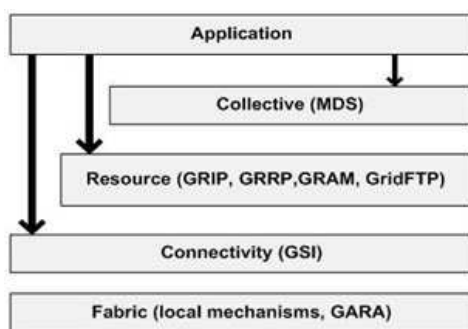 Application
Collective (MDS)
Resource (GRIP, GRRP,GRAM, GridFTP)
Connectivity (GSI)
Fabric (local mechanisms, GARA)